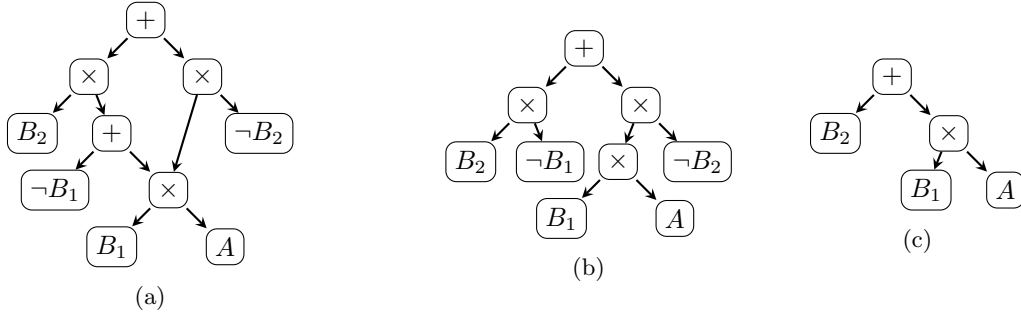 +
× ×
B₂ + ¬B₂
¬B₁ ×
B₁ A
(a)
+
× ×
B₂ ¬B₁ × ¬B₂
B₁ A
(b)
+
B₂ ×
B₁ A
(c)